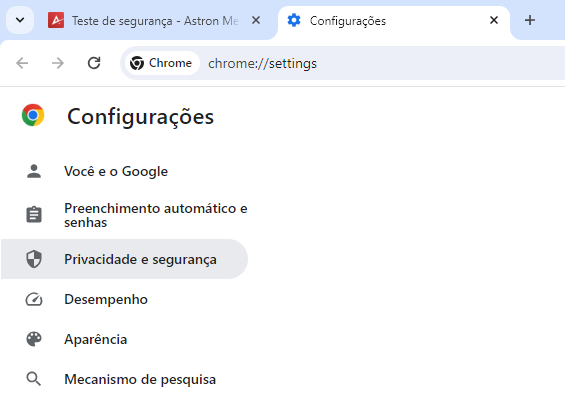 Teste de segurança - Astron Me
Configurações
Chrome
chrome://settings
Configurações
Você e o Google
Preenchimento automático e
senhas
Privacidade e segurança
Desempenho
Aparência
Mecanismo de pesquisa